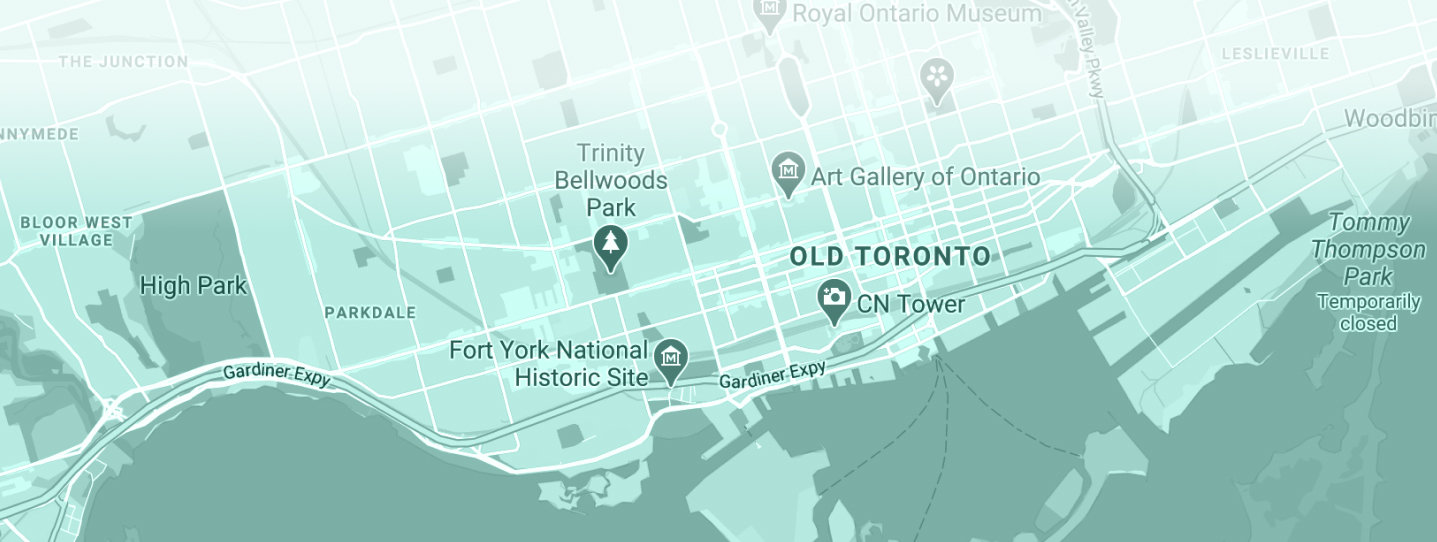 Royal Ontario Museum
THE JUNCTION
LESLIEVILLE
Valley Pkwy
NNYMEDE
Woodbin
Trinity
Bellwoods
Park
Art Gallery of Ontario
BLOOR WEST
VILLAGE
Tommy
Thompson
Park
Temporarily
closed
OLD TORONTO
High Park
CN Tower
PARKDALE
Fort York National
Historic Site
Gardiner Expy
Gardiner Expy